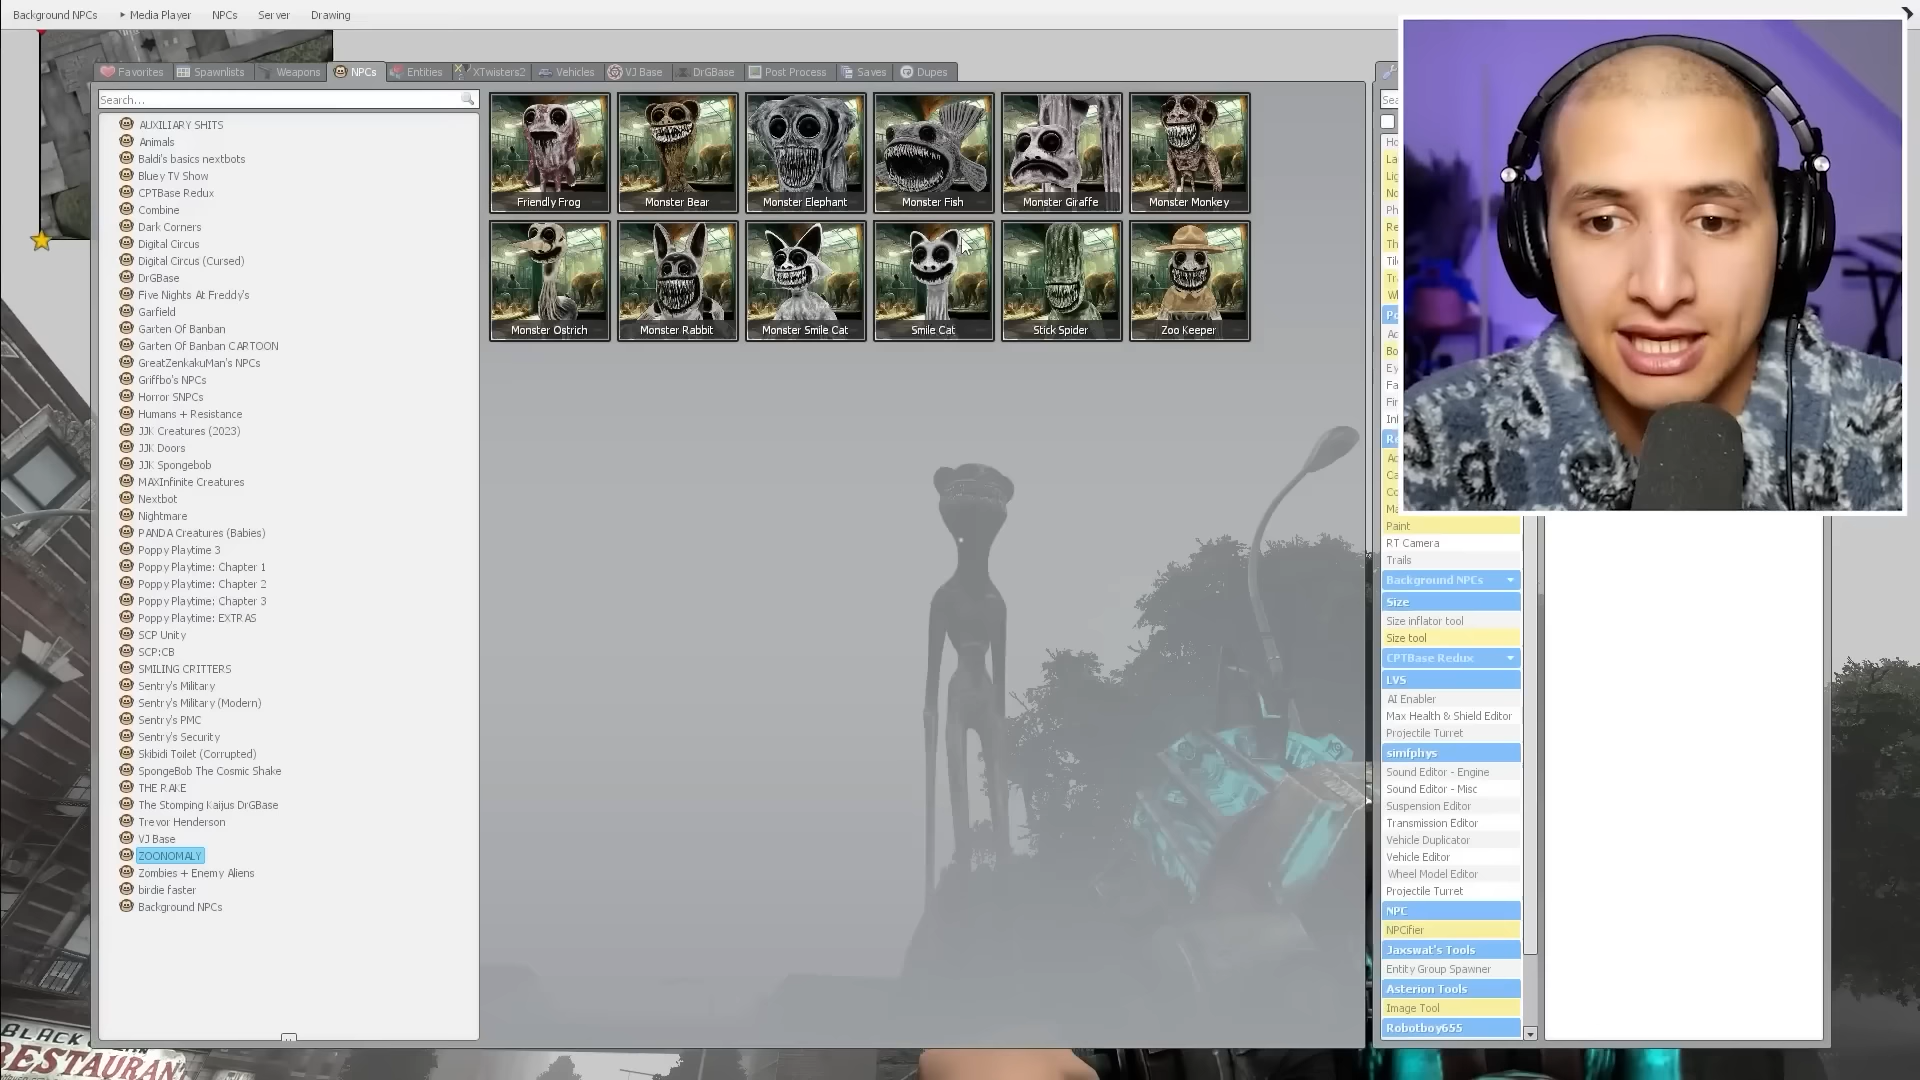 Background NPCs
Media Player
NPCs
Server
Drawing
Favorites
Spawnlists
Weapons
NPCs
Entities
XTwisters2
Vehicles
VJ Base
DrGBase
Post Process
Saves
Dupes
Search...
AUXILIARY SHITS
Animals
Baldi's basics nextbots
Bluey TV Show
CPTBase Redux
Combine
Dark Corners
Digital Circus
Digital Circus (Cursed)
DrGBase
Five Nights At Freddy's
Garfield
Garten Of Banban
Garten Of Banban CARTOON
GreatZenkakuMan's NPCs
Griffbo's NPCs
Horror SNPCs
Humans + Resistance
JJK Creatures (2023)
JJK Doors
JJK Spongebob
MAXInfinite Creatures
Nextbot
Nightmare
PANDA Creatures (Babies)
Poppy Playtime 3
Poppy Playtime: Chapter 1
Poppy Playtime: Chapter 2
Poppy Playtime: Chapter 3
Poppy Playtime: EXTRAS
SCP Unity
SCP:CB
SMILING CRITTERS
Sentry's Military
Sentry's Military (Modern)
Sentry's PMC
Sentry's Security
Skibidi Toilet (Corrupted)
SpongeBob The Cosmic Shake
THE RAKE
The Stomping Kaijus DrGBase
Trevor Henderson
VJ Base
ZOONOMALY
Zombies + Enemy Aliens
birdie faster
Background NPCs
Friendly Frog
Monster Bear
Monster Elephant
Monster Fish
Monster Giraffe
Monster Monkey
Monster Ostrich
Monster Rabbit
Monster Smile Cat
Smile Cat
Stick Spider
Zoo Keeper
Paint
RT Camera
Trails
Background NPCs
Size
Size inflator tool
Size tool
CPTBase Redux
LVS
AI Enabler
Max Health & Shield Editor
Projectile Turret
simfphys
Sound Editor - Engine
Sound Editor - Misc
Suspension Editor
Transmission Editor
Vehicle Duplicator
Vehicle Editor
Wheel Model Editor
Projectile Turret
NPC
NPCifier
Jaxswat's Tools
Entity Group Spawner
Asterion Tools
Image Tool
Robotboy655
BLACK
RESTAURAN